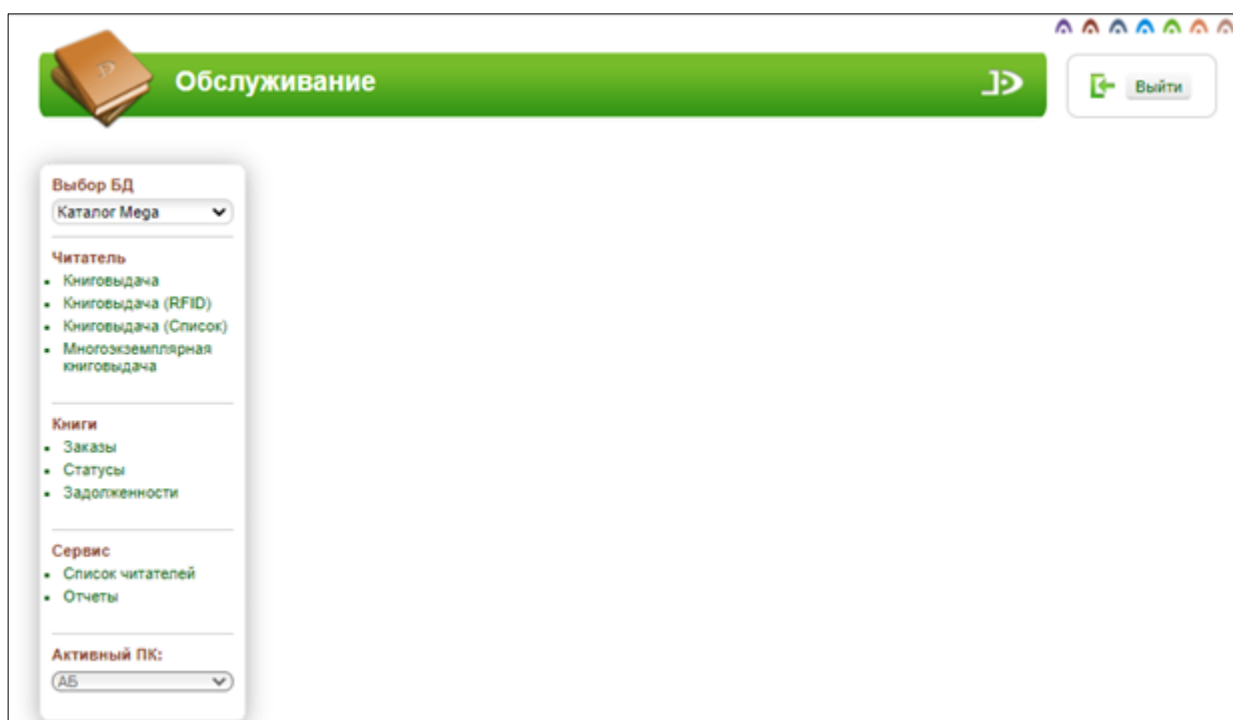 Обслуживание
Выйти
Выбор БД
Каталог Mega
Читатель
Книговыдача
Книговыдача (RFID)
Книговыдача (Список)
Многоэкземплярная
книговыдача
Книги
Заказы
Статусы
Задолженности
Сервис
Список читателей
Отчеты
Активный ПК:
АБ